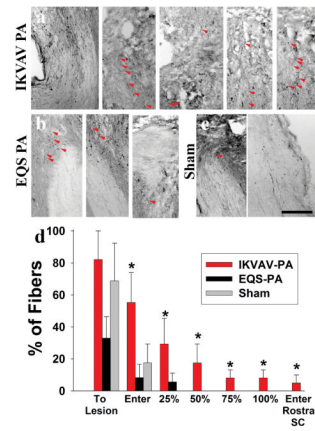 IKVAV PA
a
EQS PA
b
Sham
c
d
% of Fibers
100
80
60
40
20
0
IKVAV-PA
EQS-PA
Sham
*
*
*
*
*
*
To Lesion
Enter
25%
50%
75%
100%
Enter Rostra SC